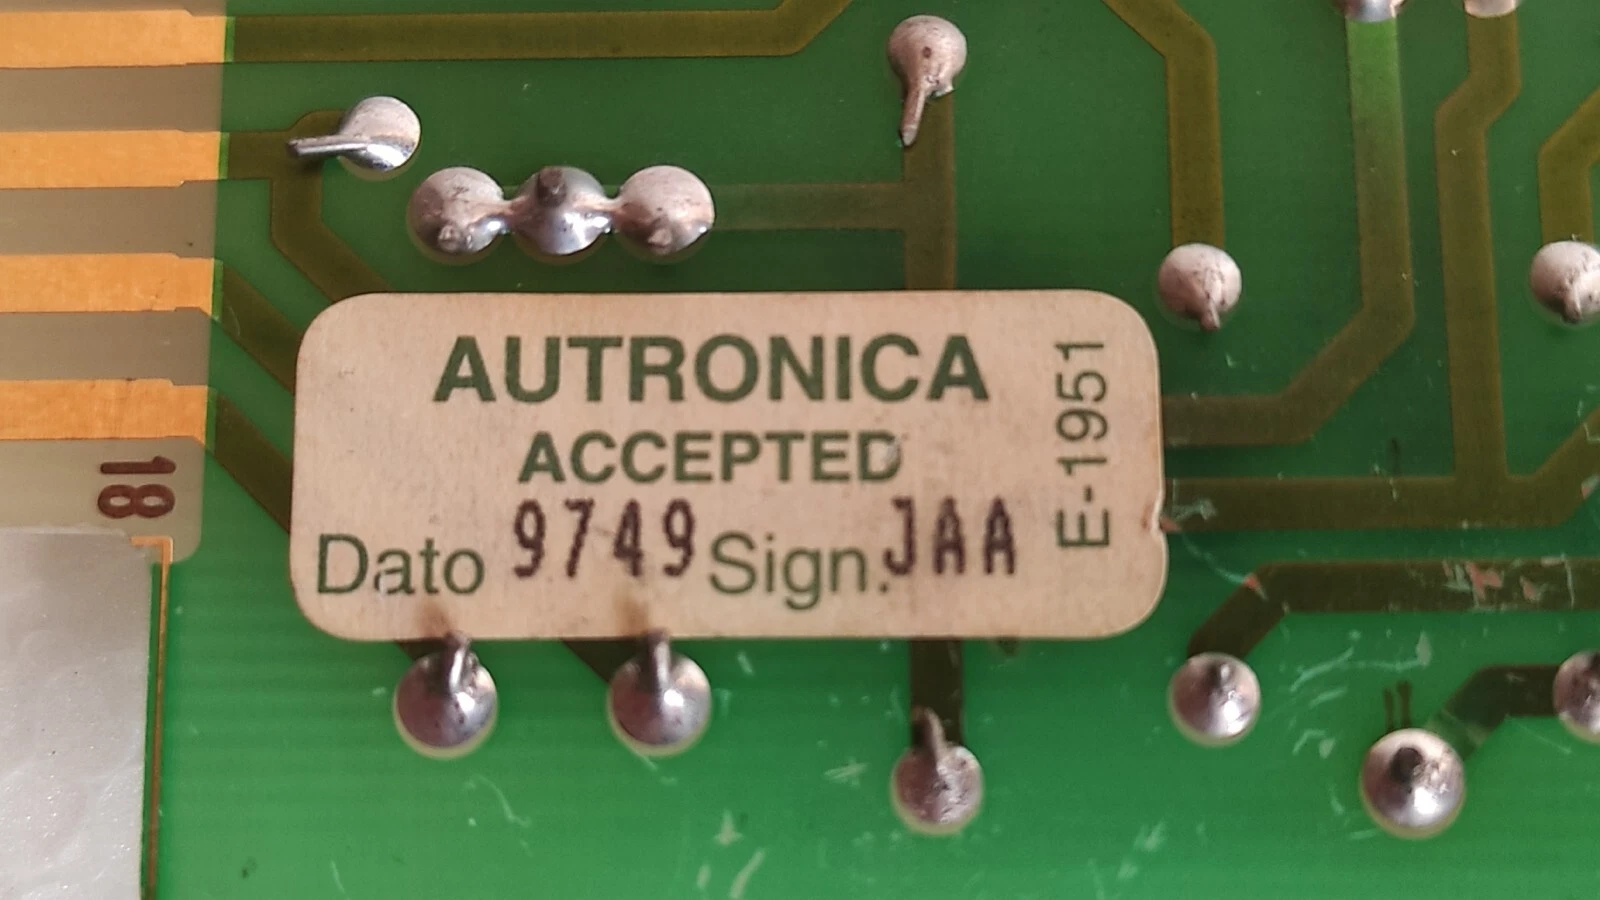 AUTRONICA
ACCEPTED
Dato 9749 Sign. JAA
E-1951
18